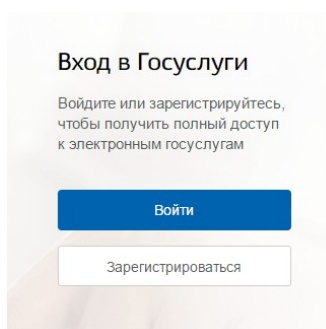 Вход в Госуслуги
Войдите или зарегистрируйтесь,
чтобы получить полный доступ
к электронным госуслугам
Войти
Зарегистрироваться